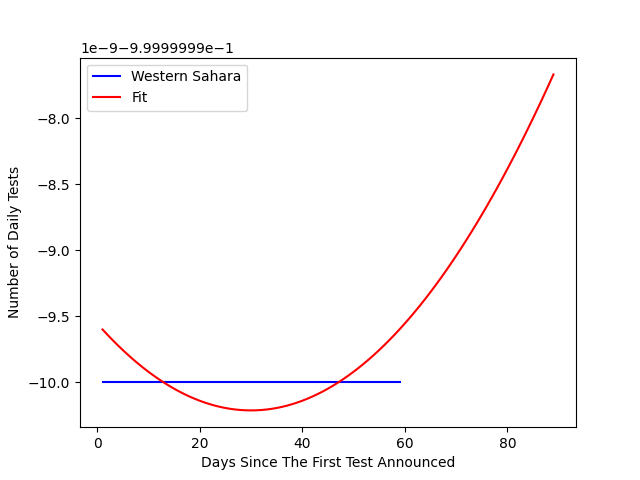 1e−9−9.9999999e−1
Western Sahara
Fit
−8.0
−8.5
−9.0
−9.5
−10.0
Number of Daily Tests
0
20
40
60
80
Days Since The First Test Announced